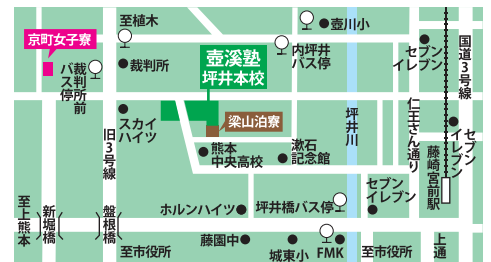 至植木
京町女子寮
裁判所前
バス停
裁判所
スカイ
ハイツ
旧3号線
壺溪塾
坪井本校
梁山泊寮
熊本
中央高校
漱石
記念館
壺川小
内坪井
バス停
坪井川
セブン
イレブン
国道3号線
仁王さん通り
セブン
イレブン
藤崎宮前駅
セブン
イレブン
坪井橋バス停
ホルンハイツ
至上熊本
新堀橋
盤根橋
至市役所
藤園中
城東小
FMK
至市役所
上通